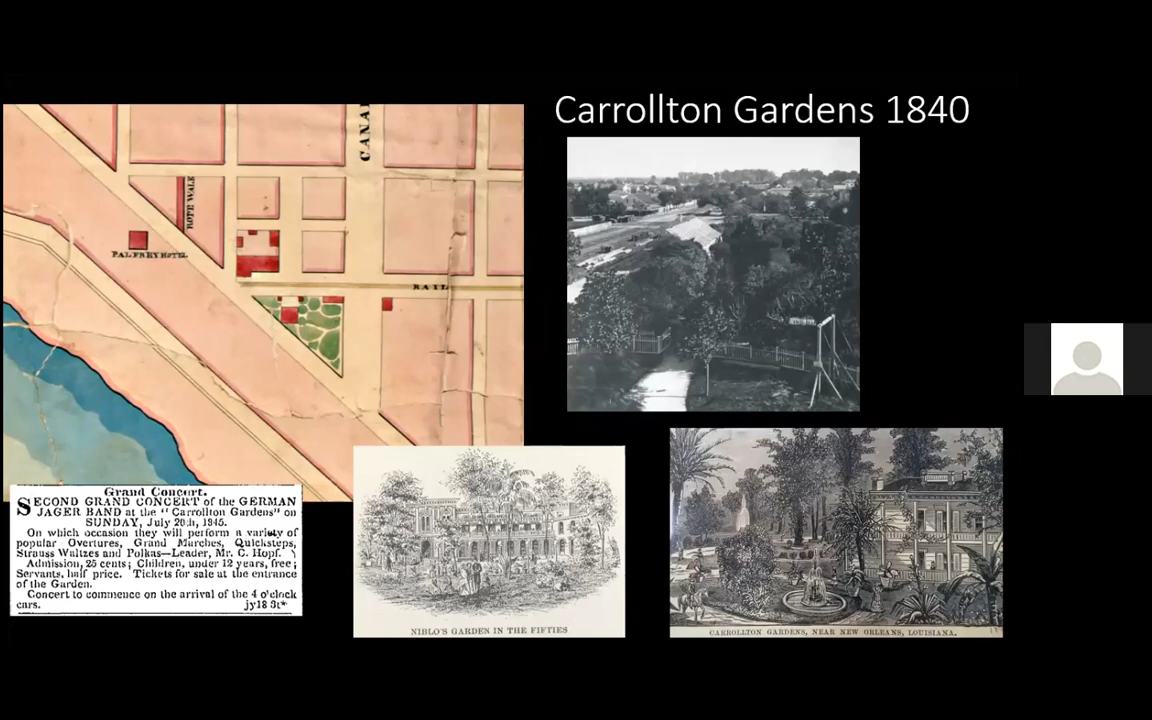 Carrollton Gardens 1840
CANAL
ROPE WALK
PALFREY HOTEL
RAIL
Grand Concert.
SECOND GRAND CONCERT of the GERMAN
JAGER BAND at the "Carrollton Gardens" on
SUNDAY, July 20th, 1845.
On which occasion they will perform a variety of
popular Overtures, Grand Marches, Quicksteps,
Strauss Waltzes and Polkas—Leader, Mr. C. Hopf.
Admission, 25 cents; Children, under 12 years, free;
Servants, half price. Tickets for sale at the entrance
of the Garden.
Concert to commence on the arrival of the 4 o'clock
cars. jy18 3t*
NIBLO'S GARDEN IN THE FIFTIES
CARROLLTON GARDENS, NEAR NEW ORLEANS, LOUISIANA.